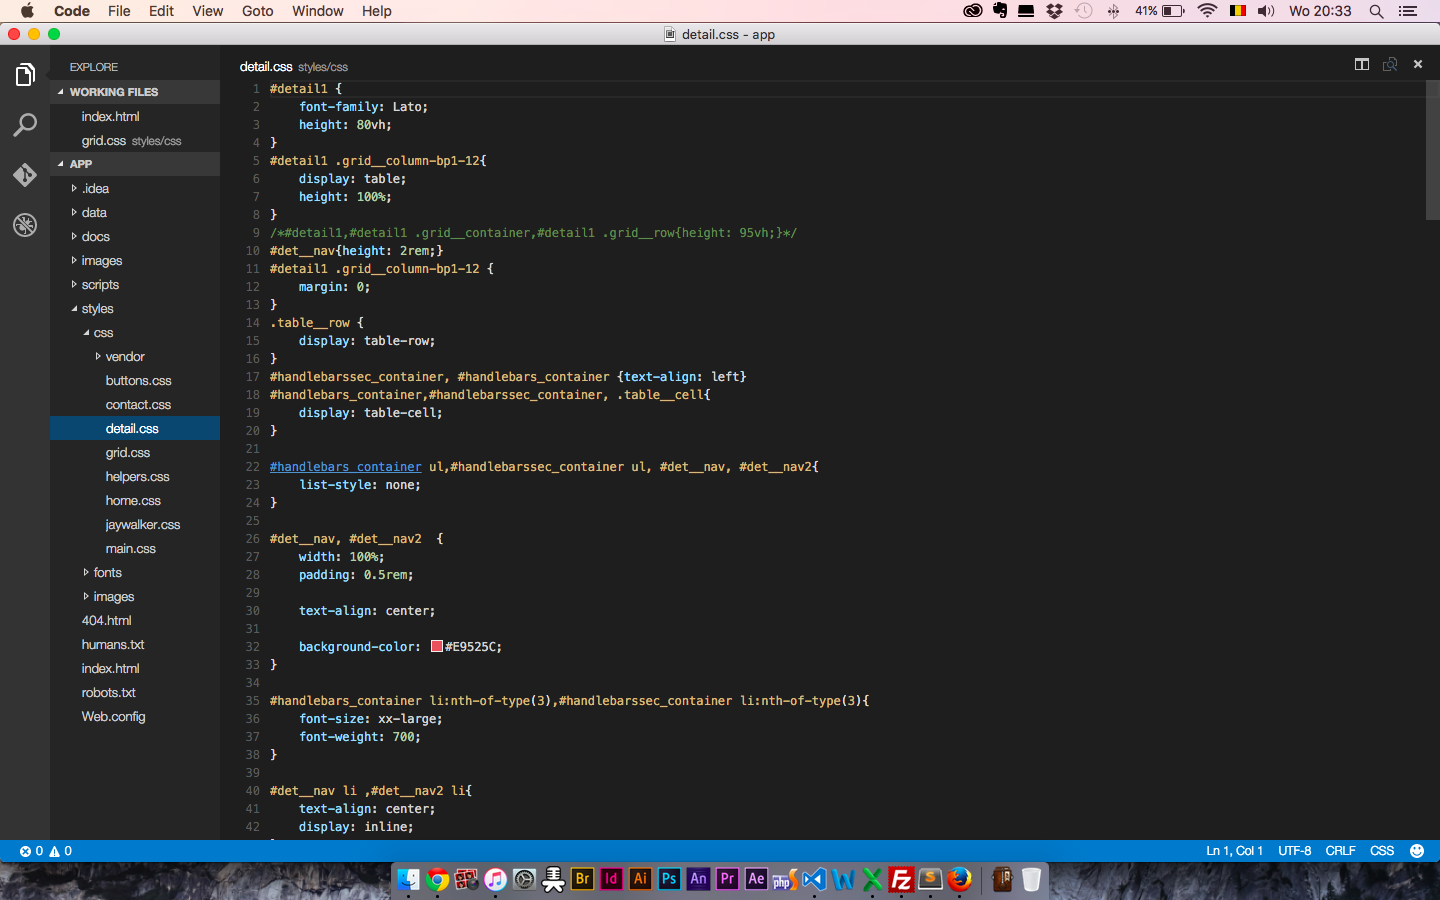 Code File Edit View Goto Window Help 41% Wo 20:33
detail.css - app
EXPLORE
WORKING FILES
index.html
grid.css styles/css
APP
.idea
data
docs
images
scripts
styles
css
vendor
buttons.css
contact.css
detail.css
grid.css
helpers.css
home.css
jaywalker.css
main.css
fonts
images
404.html
humans.txt
index.html
robots.txt
Web.config
detail.css styles/css
1 #detail1 {
2 font-family: Lato;
3 height: 80vh;
4 }
5 #detail1 .grid__column-bp1-12{
6 display: table;
7 height: 100%;
8 }
9 /*#detail1,#detail1 .grid__container,#detail1 .grid__row{height: 95vh;}*/
10 #det__nav{height: 2rem;}
11 #detail1 .grid__column-bp1-12 {
12 margin: 0;
13 }
14 .table__row {
15 display: table-row;
16 }
17 #handlebarssec_container, #handlebars_container {text-align: left}
18 #handlebars_container,#handlebarssec_container, .table__cell{
19 display: table-cell;
20 }
21
22 #handlebars_container ul,#handlebarssec_container ul, #det__nav, #det__nav2{
23 list-style: none;
24 }
25
26 #det__nav, #det__nav2  {
27 width: 100%;
28 padding: 0.5rem;
29
30 text-align: center;
31
32 background-color: #E9525C;
33 }
34
35 #handlebars_container li:nth-of-type(3),#handlebarssec_container li:nth-of-type(3){
36 font-size: xx-large;
37 font-weight: 700;
38 }
39
40 #det__nav li ,#det__nav2 li{
41 text-align: center;
42 display: inline;
0 0 Ln 1, Col 1 UTF-8 CRLF CSS
Br Id Ai Ps An Pr Ae php W X Fz S